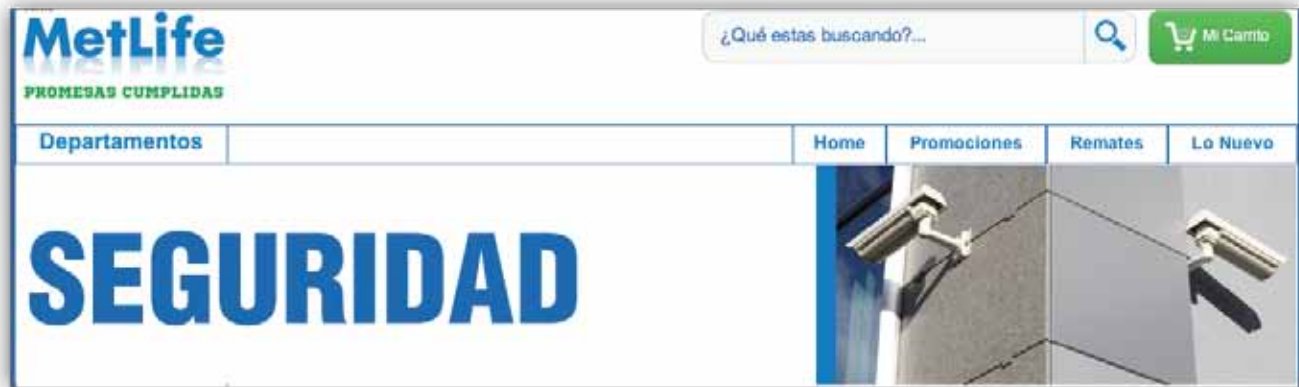 MetLife
PROMESAS CUMPLIDAS
¿Qué estas buscando?...
Mi Carrito
Departamentos
Home
Promociones
Remates
Lo Nuevo
SEGURIDAD